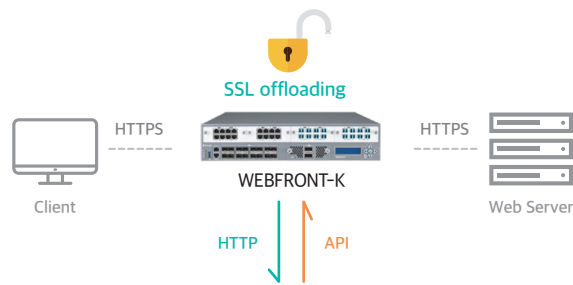 SSL offloading
HTTPS
HTTPS
WEBFRONT-K
Client
Web Server
HTTP
API